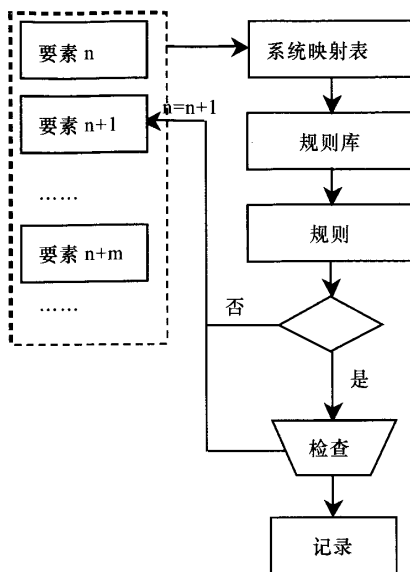 要素 n
系统映射表
n=n+1
要素 n+1
规则库
……
要素 n+m
规则
……
否
是
检查
记录